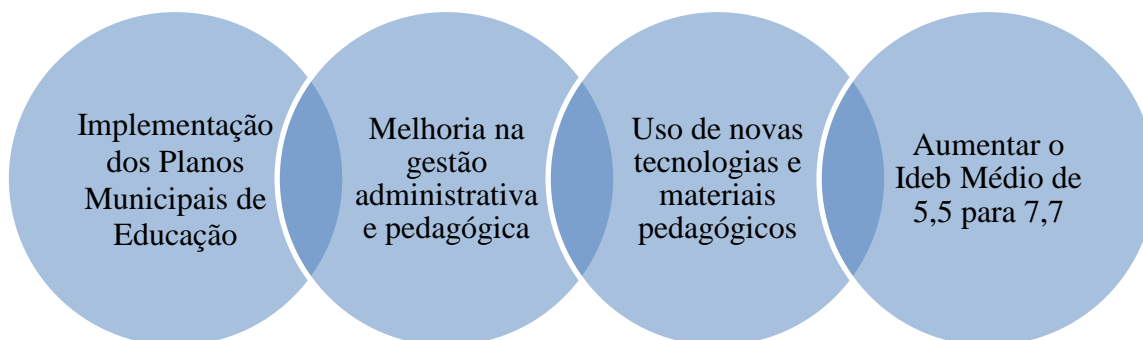 Implementação
dos Planos
Municipais de
Educação
Melhoria na
gestão
administrativa
e pedagógica
Uso de novas
tecnologias e
materiais
pedagógicos
Aumentar o
Ideb Médio de
5,5 para 7,7